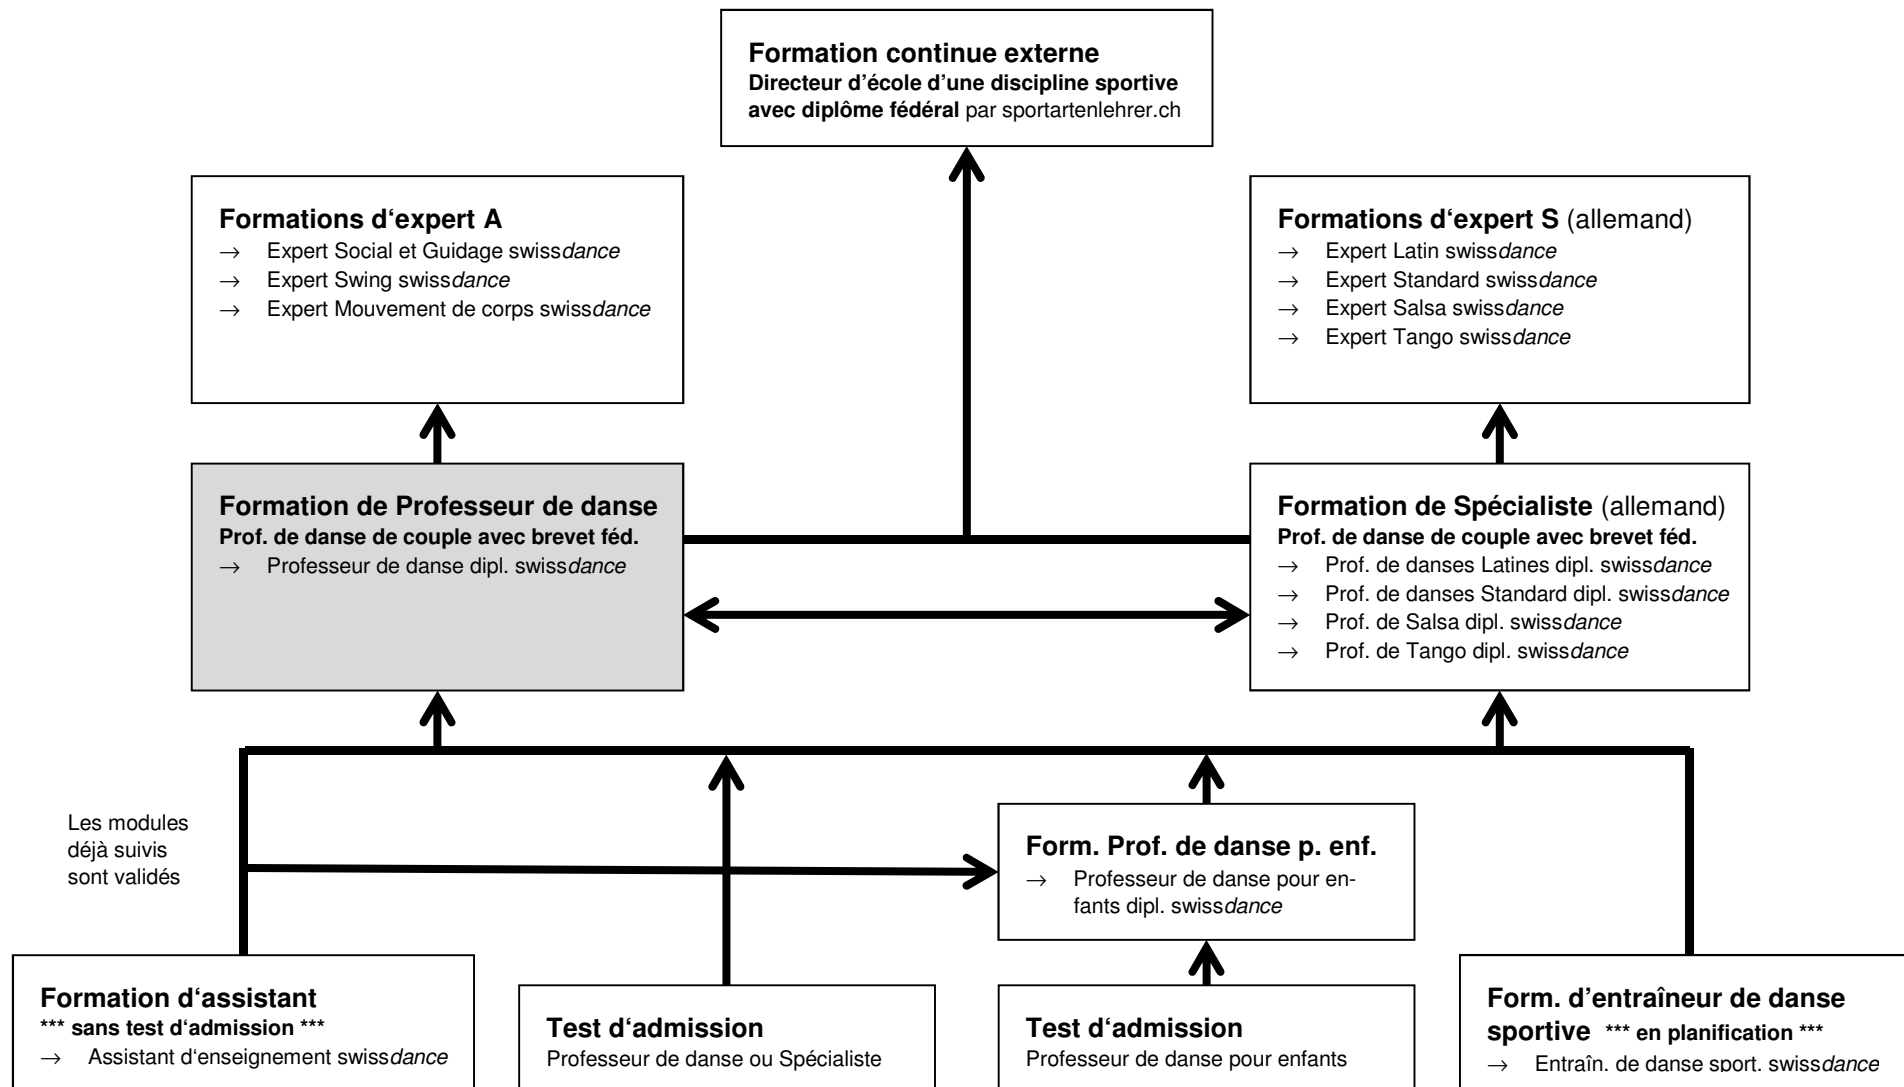 Formation continue externe
Directeur d'école d'une discipline sportive
avec diplôme fédéral par sportartenlehrer.ch
Formations d‘expert A
→ Expert Social et Guidage swissdance
→ Expert Swing swissdance
→ Expert Mouvement de corps swissdance
Formations d‘expert S (allemand)
→ Expert Latin swissdance
→ Expert Standard swissdance
→ Expert Salsa swissdance
→ Expert Tango swissdance
Formation de Professeur de danse
Prof. de danse de couple avec brevet féd.
→ Professeur de danse dipl. swissdance
Formation de Spécialiste (allemand)
Prof. de danse de couple avec brevet féd.
→ Prof. de danses Latines dipl. swissdance
→ Prof. de danses Standard dipl. swissdance
→ Prof. de Salsa dipl. swissdance
→ Prof. de Tango dipl. swissdance
Les modules
déjà suivis
sont validés
Form. Prof. de danse p. enf.
→ Professeur de danse pour en-
fants dipl. swissdance
Formation d'assistant
*** sans test d‘admission ***
→ Assistant d‘enseignement swissdance
Test d‘admission
Professeur de danse ou Spécialiste
Test d‘admission
Professeur de danse pour enfants
Form. d'entraîneur de danse
sportive *** en planification ***
→ Entraîn. de danse sport. swissdance